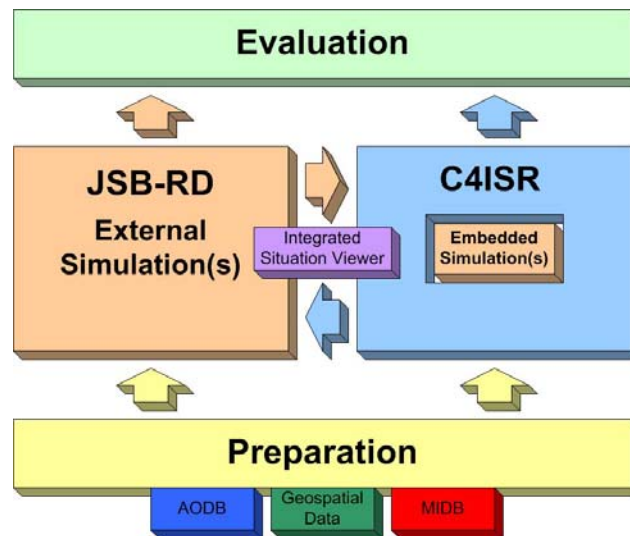 Evaluation
JSB-RD
External
Simulation(s)
C4ISR
Integrated
Situation Viewer
Embedded
Simulation(s)
Preparation
AODB
Geospatial
Data
MIDB